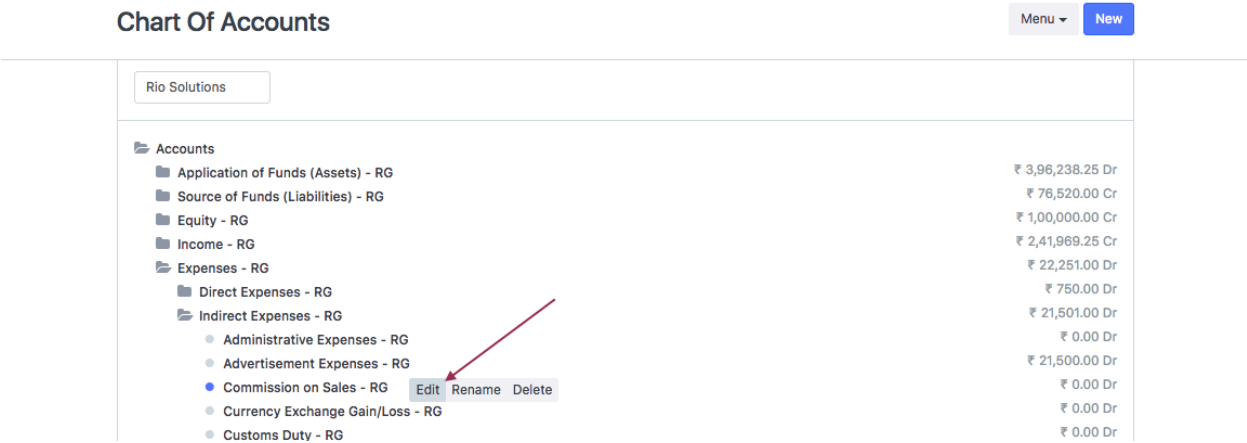 Chart Of Accounts
Menu
New
Rio Solutions
Accounts
Application of Funds (Assets) - RG ₹ 3,96,238.25 Dr
Source of Funds (Liabilities) - RG ₹ 76,520.00 Cr
Equity - RG ₹ 1,00,000.00 Cr
Income - RG ₹ 2,41,969.25 Cr
Expenses - RG ₹ 22,251.00 Dr
Direct Expenses - RG ₹ 750.00 Dr
Indirect Expenses - RG ₹ 21,501.00 Dr
Administrative Expenses - RG ₹ 0.00 Dr
Advertisement Expenses - RG ₹ 21,500.00 Dr
Commission on Sales - RG Edit Rename Delete ₹ 0.00 Dr
Currency Exchange Gain/Loss - RG ₹ 0.00 Dr
Customs Duty - RG ₹ 0.00 Dr